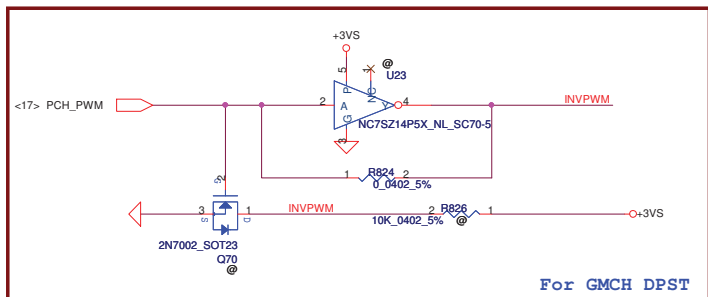 +3VS
@
U23
5
1
P
NC
<17> PCH_PWM
2
A
Y
4
INVPWM
G
3
NC7SZ14P5X_NL_SC70-5
1
R824
2
0_0402_5%
2
G
3
S
D
1
INVPWM
2
R826
1
+3VS
10K_0402_5%
@
2N7002_SOT23
Q70
@
For GMCH DPST